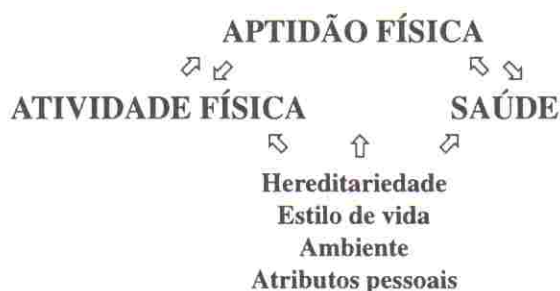 APTIDÃO FÍSICA
ATIVIDADE FÍSICA SAÚDE
Hereditariedade
Estilo de vida
Ambiente
Atributos pessoais